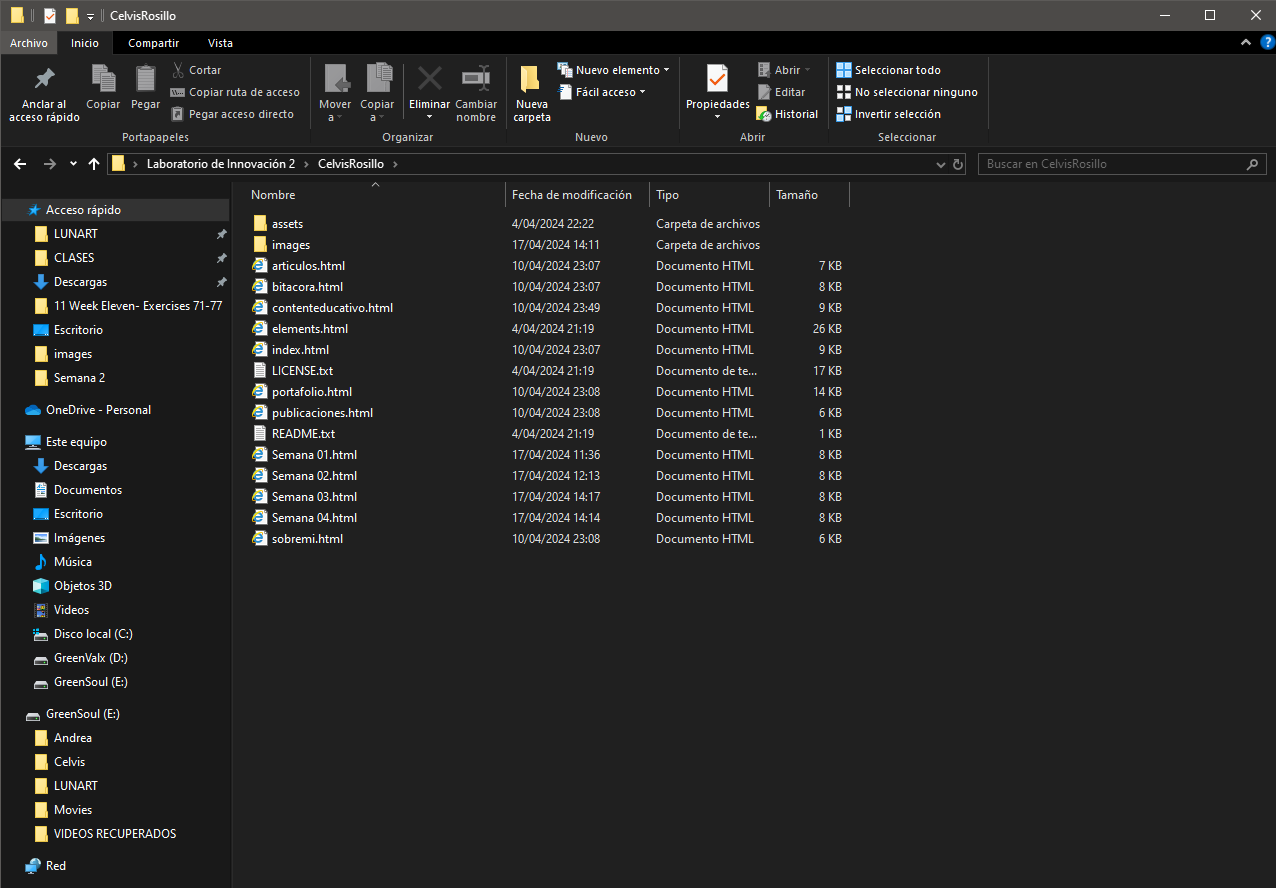 CelvisRosillo
Archivo Inicio Compartir Vista
Anclar al acceso rápido
Copiar
Pegar
Cortar
Copiar ruta de acceso
Pegar acceso directo
Portapapeles
Mover a
Copiar a
Eliminar
Cambiar nombre
Organizar
Nueva carpeta
Nuevo elemento
Fácil acceso
Nuevo
Propiedades
Abrir
Editar
Historial
Abrir
Seleccionar todo
No seleccionar ninguno
Invertir selección
Seleccionar
Laboratorio de Innovación 2 > CelvisRosillo >
Buscar en CelvisRosillo
Acceso rápido
LUNART
CLASES
Descargas
11 Week Eleven- Exercises 71-77
Escritorio
images
Semana 2
OneDrive - Personal
Este equipo
Descargas
Documentos
Escritorio
Imágenes
Música
Objetos 3D
Videos
Disco local (C:)
GreenValx (D:)
GreenSoul (E:)
GreenSoul (E:)
Andrea
Celvis
LUNART
Movies
VIDEOS RECUPERADOS
Red
Nombre Fecha de modificación Tipo Tamaño
assets 4/04/2024 22:22 Carpeta de archivos
images 17/04/2024 14:11 Carpeta de archivos
articulos.html 10/04/2024 23:07 Documento HTML 7 KB
bitacora.html 10/04/2024 23:07 Documento HTML 8 KB
contenteducativo.html 10/04/2024 23:49 Documento HTML 9 KB
elements.html 4/04/2024 21:19 Documento HTML 26 KB
index.html 10/04/2024 23:07 Documento HTML 9 KB
LICENSE.txt 4/04/2024 21:19 Documento de te... 17 KB
portafolio.html 10/04/2024 23:08 Documento HTML 14 KB
publicaciones.html 10/04/2024 23:08 Documento HTML 6 KB
README.txt 4/04/2024 21:19 Documento de te... 1 KB
Semana 01.html 17/04/2024 11:36 Documento HTML 8 KB
Semana 02.html 17/04/2024 12:13 Documento HTML 8 KB
Semana 03.html 17/04/2024 14:17 Documento HTML 8 KB
Semana 04.html 17/04/2024 14:14 Documento HTML 8 KB
sobremi.html 10/04/2024 23:08 Documento HTML 6 KB